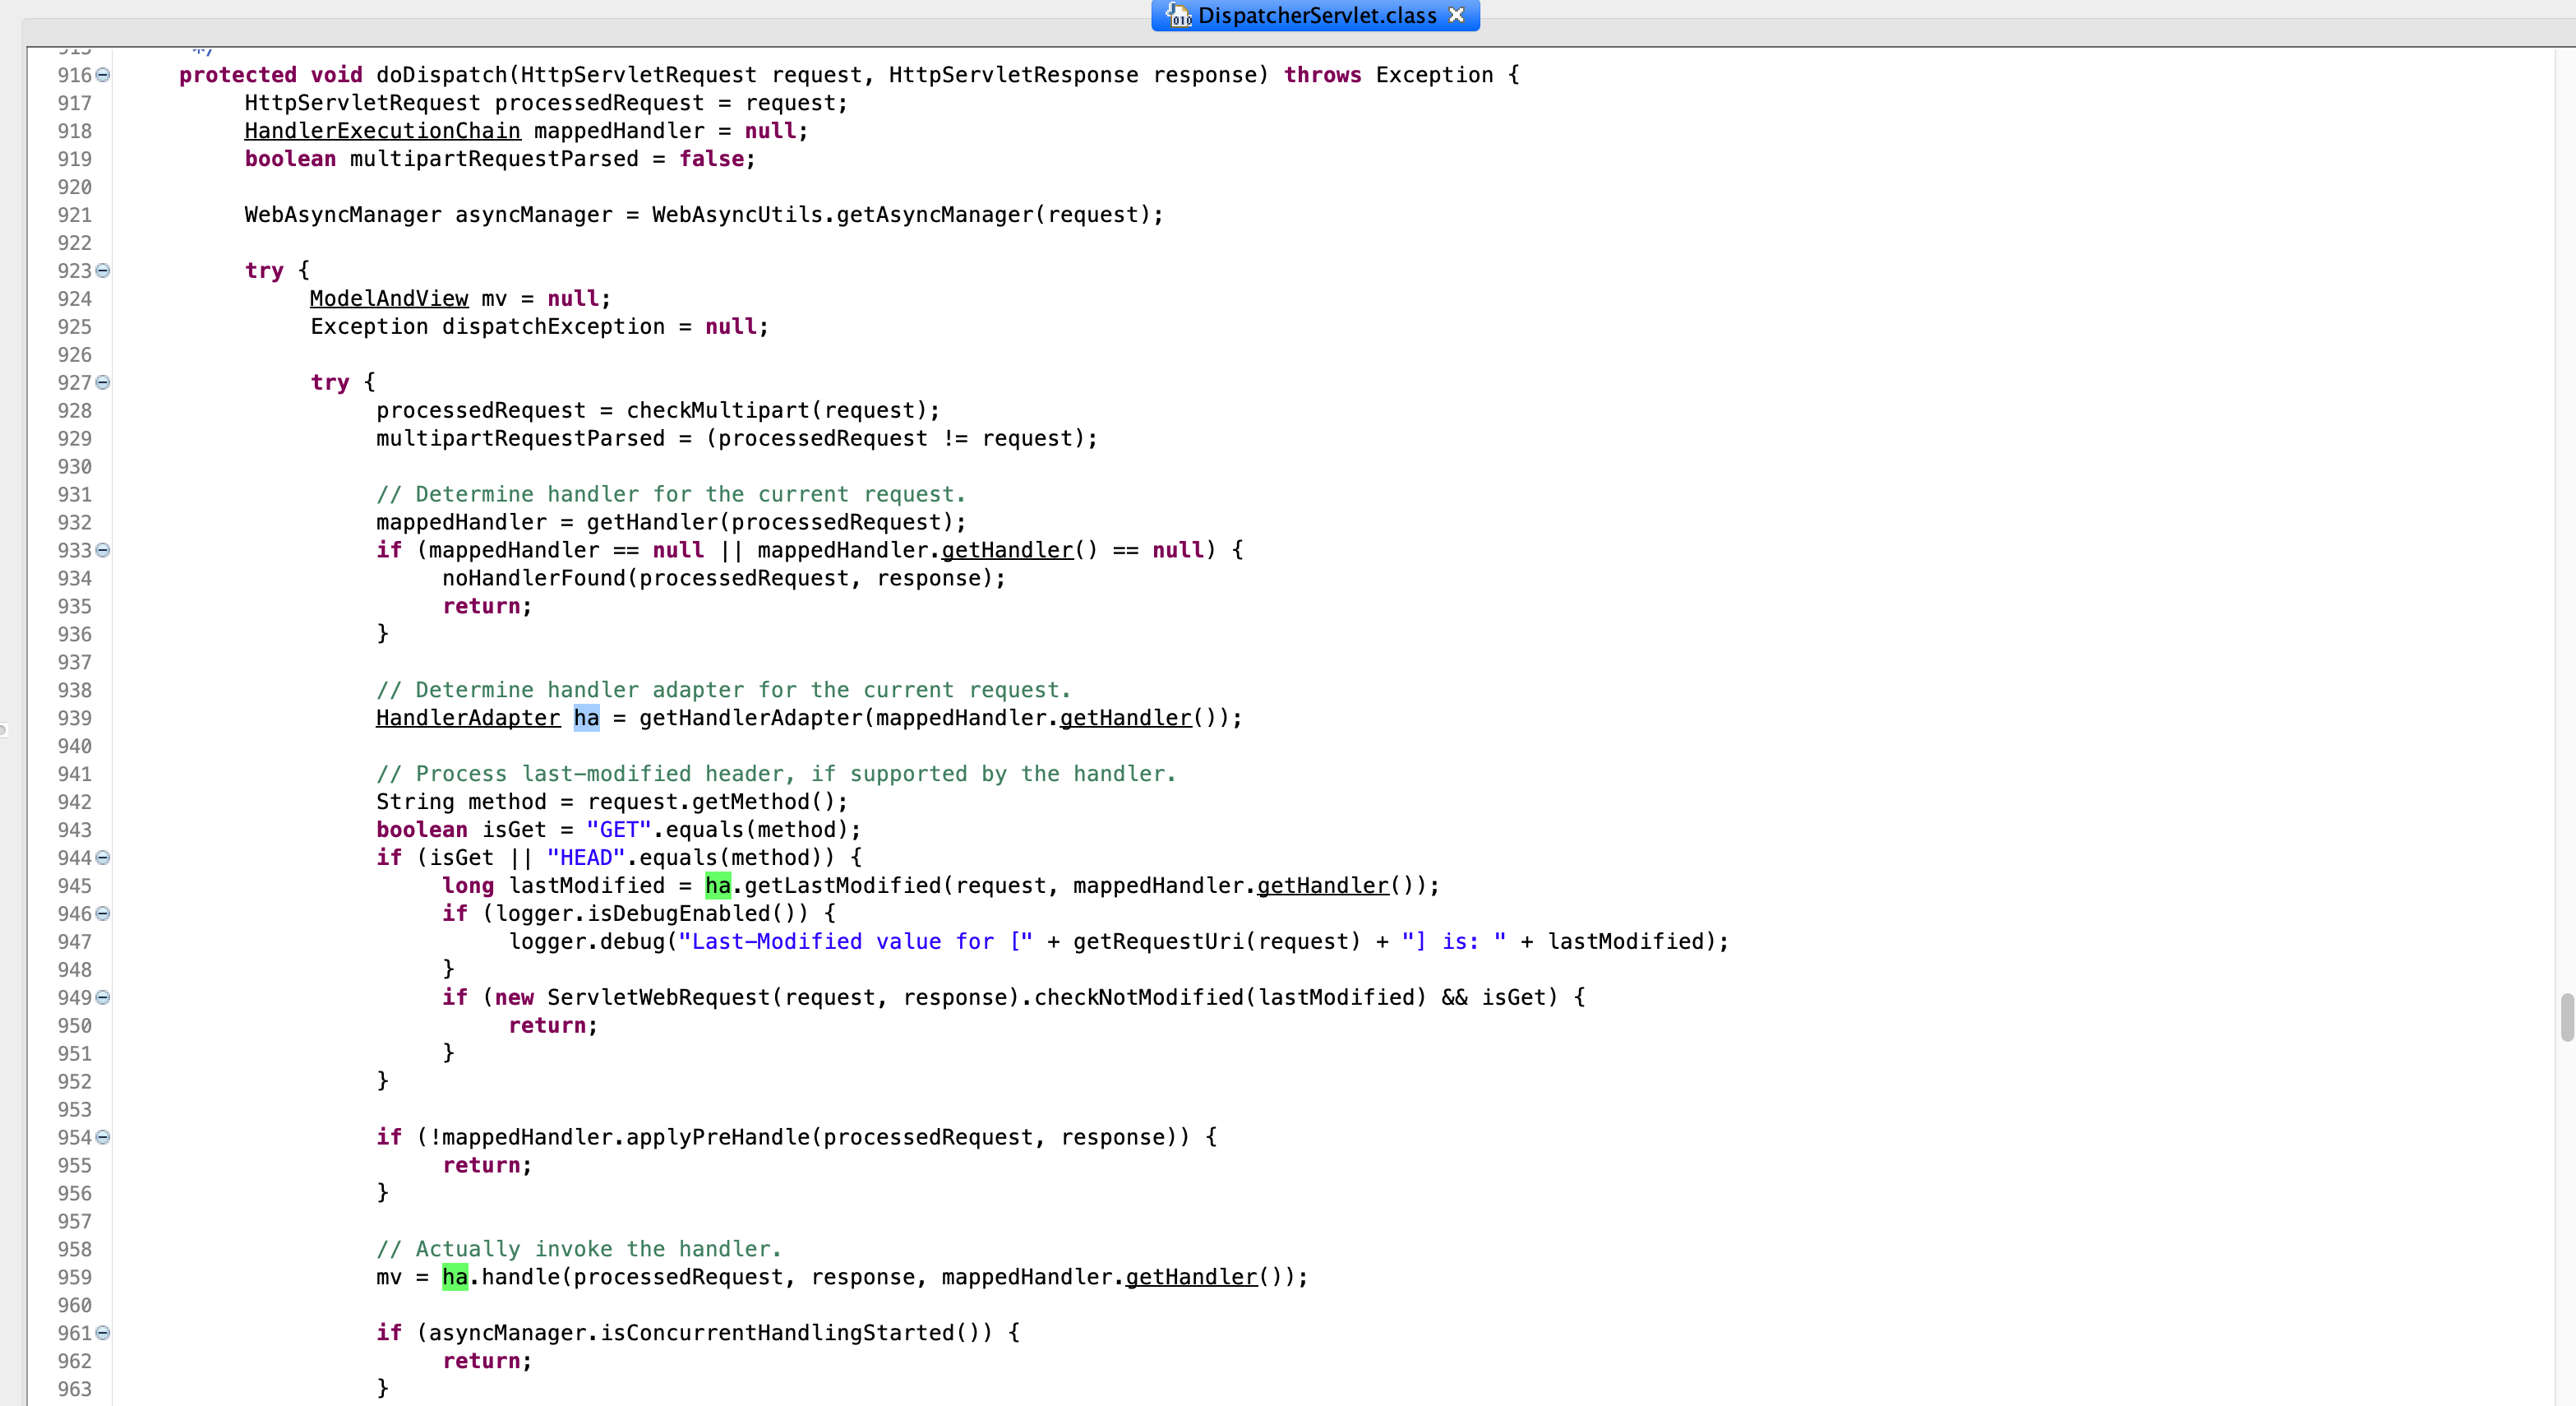 DispatcherServlet.class
915 */
916 protected void doDispatch(HttpServletRequest request, HttpServletResponse response) throws Exception {
917 HttpServletRequest processedRequest = request;
918 HandlerExecutionChain mappedHandler = null;
919 boolean multipartRequestParsed = false;
920
921 WebAsyncManager asyncManager = WebAsyncUtils.getAsyncManager(request);
922
923 try {
924 ModelAndView mv = null;
925 Exception dispatchException = null;
926
927 try {
928 processedRequest = checkMultipart(request);
929 multipartRequestParsed = (processedRequest != request);
930
931 // Determine handler for the current request.
932 mappedHandler = getHandler(processedRequest);
933 if (mappedHandler == null || mappedHandler.getHandler() == null) {
934 noHandlerFound(processedRequest, response);
935 return;
936 }
937
938 // Determine handler adapter for the current request.
939 HandlerAdapter ha = getHandlerAdapter(mappedHandler.getHandler());
940
941 // Process last-modified header, if supported by the handler.
942 String method = request.getMethod();
943 boolean isGet = "GET".equals(method);
944 if (isGet || "HEAD".equals(method)) {
945 long lastModified = ha.getLastModified(request, mappedHandler.getHandler());
946 if (logger.isDebugEnabled()) {
947 logger.debug("Last-Modified value for [" + getRequestUri(request) + "] is: " + lastModified);
948 }
949 if (new ServletWebRequest(request, response).checkNotModified(lastModified) && isGet) {
950 return;
951 }
952 }
953
954 if (!mappedHandler.applyPreHandle(processedRequest, response)) {
955 return;
956 }
957
958 // Actually invoke the handler.
959 mv = ha.handle(processedRequest, response, mappedHandler.getHandler());
960
961 if (asyncManager.isConcurrentHandlingStarted()) {
962 return;
963 }